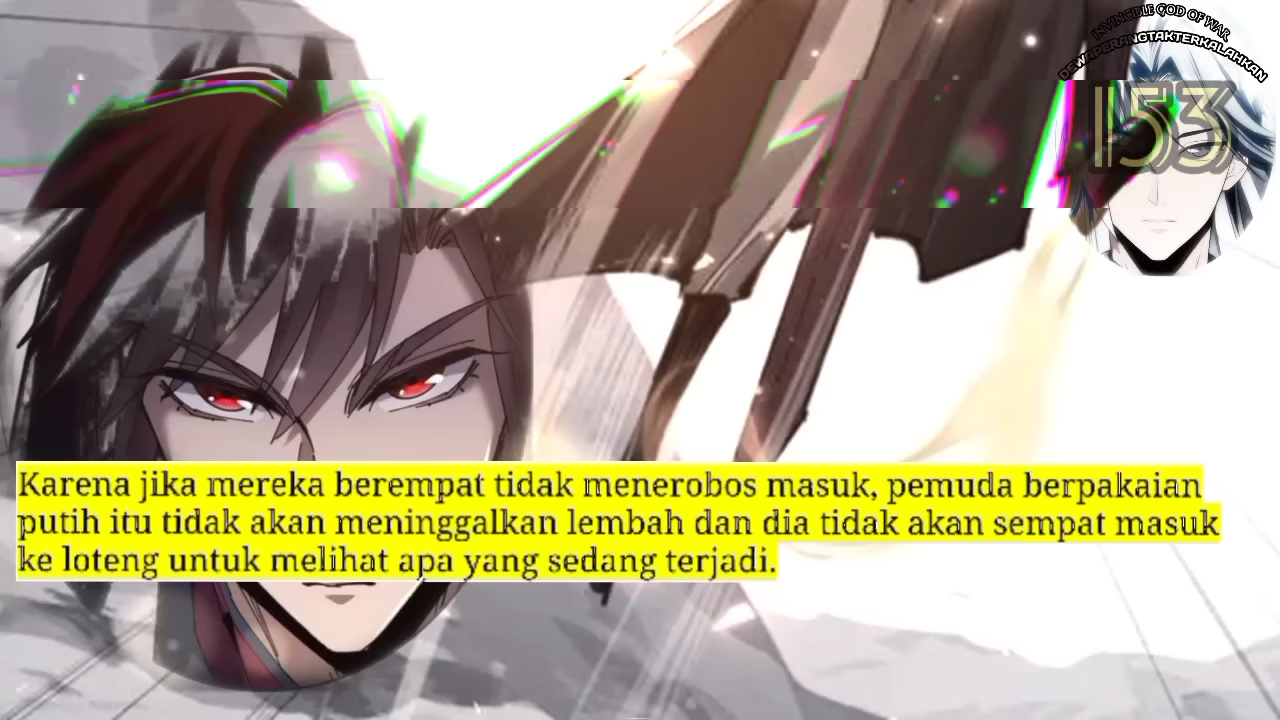 INVINCBLE GOD OF WAR
DEWAPERANGTAKTERKALAHKAN
153
Karena jika mereka berempat tidak menerobos masuk, pemuda berpakaian
putih itu tidak akan meninggalkan lembah dan dia tidak akan sempat masuk
ke loteng untuk melihat apa yang sedang terjadi.